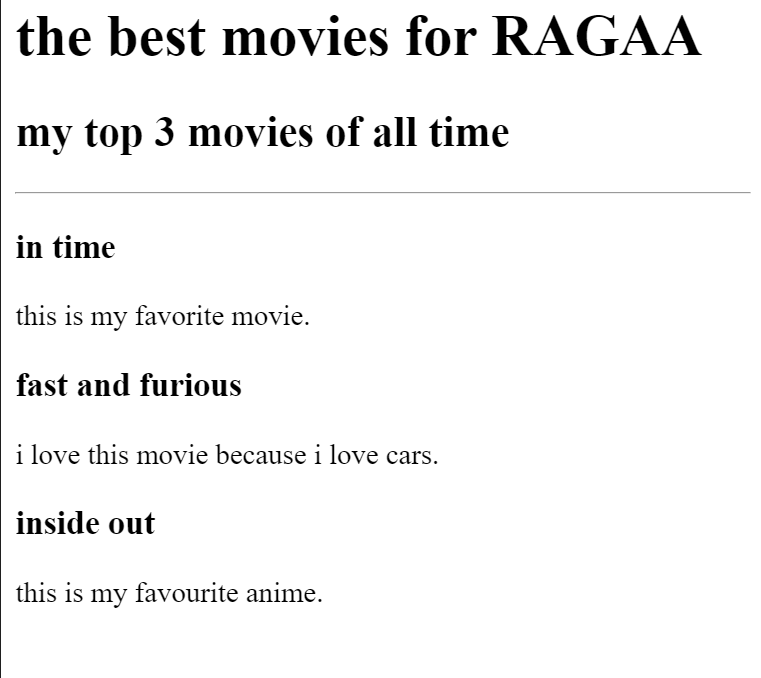 the best movies for RAGAA
my top 3 movies of all time
in time
this is my favorite movie.
fast and furious
i love this movie because i love cars.
inside out
this is my favourite anime.